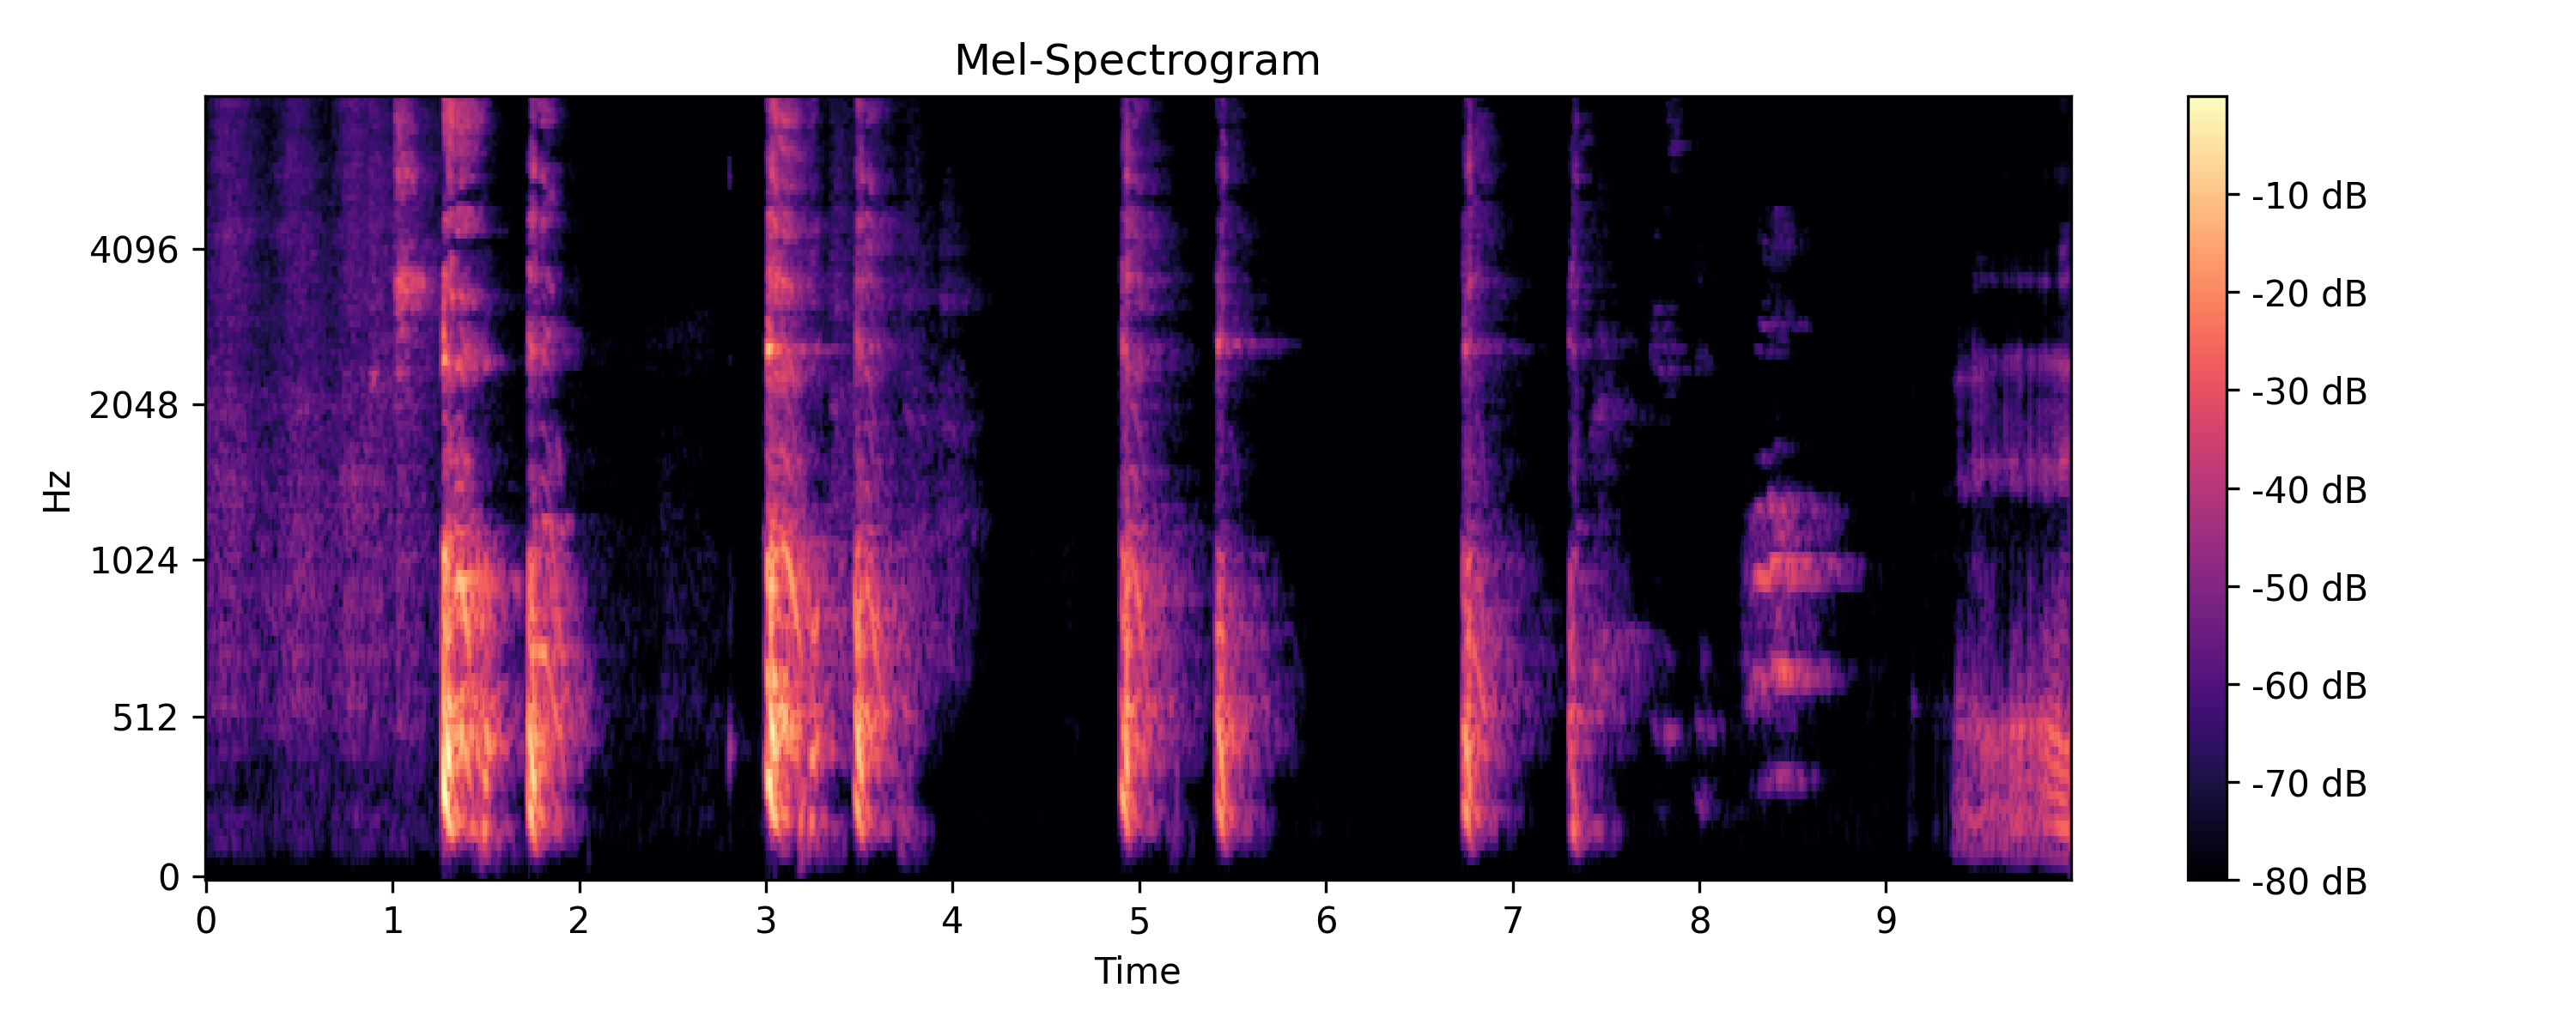 Mel-Spectrogram
Hz
4096
2048
1024
512
0
0 1 2 3 4 5 6 7 8 9
Time
-10 dB
-20 dB
-30 dB
-40 dB
-50 dB
-60 dB
-70 dB
-80 dB